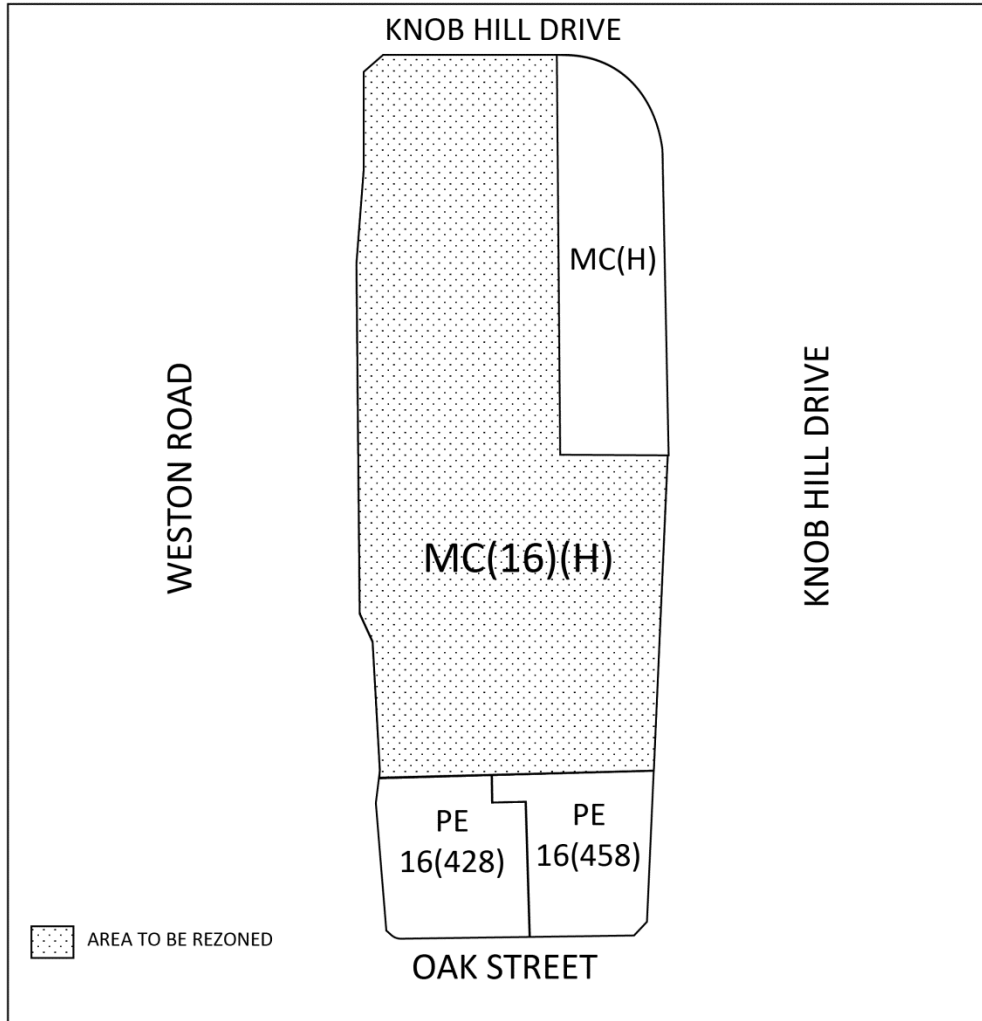 KNOB HILL DRIVE
MC(H)
WESTON ROAD
KNOB HILL DRIVE
MC(16)(H)
PE
16(428)
PE
16(458)
AREA TO BE REZONED
OAK STREET